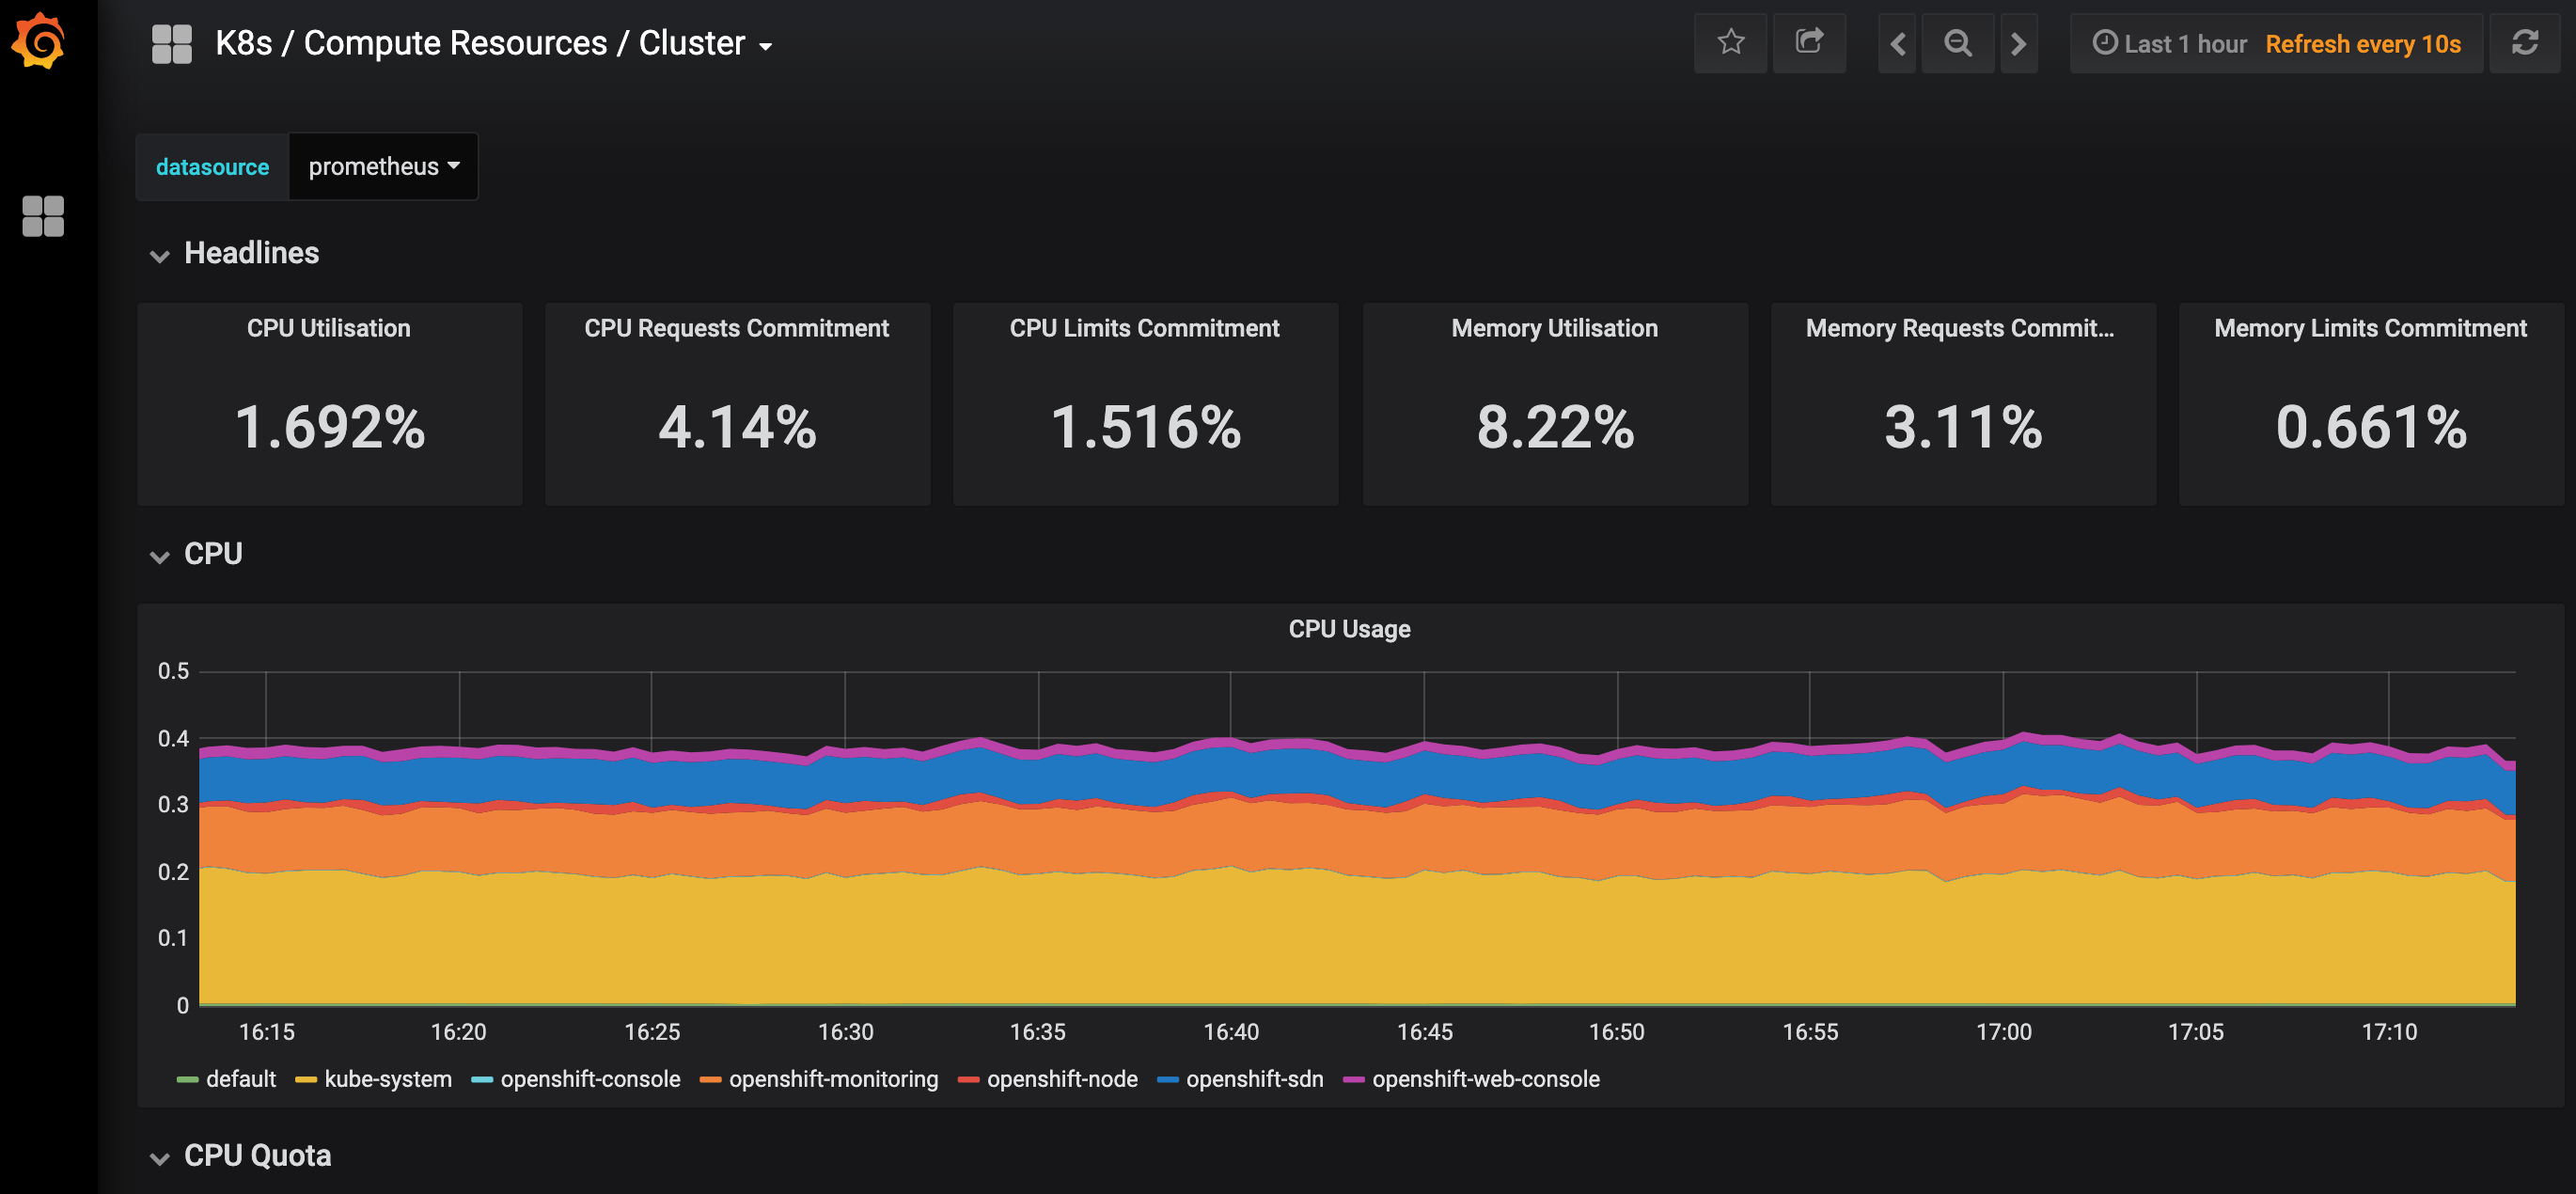 K8s / Compute Resources / Cluster
Last 1 hour Refresh every 10s
datasource prometheus
Headlines
CPU Utilisation CPU Requests Commitment CPU Limits Commitment Memory Utilisation Memory Requests Commit... Memory Limits Commitment
1.692% 4.14% 1.516% 8.22% 3.11% 0.661%
CPU
CPU Usage
0.5
0.4
0.3
0.2
0.1
0
16:15 16:20 16:25 16:30 16:35 16:40 16:45 16:50 16:55 17:00 17:05 17:10
default kube-system openshift-console openshift-monitoring openshift-node openshift-sdn openshift-web-console
CPU Quota